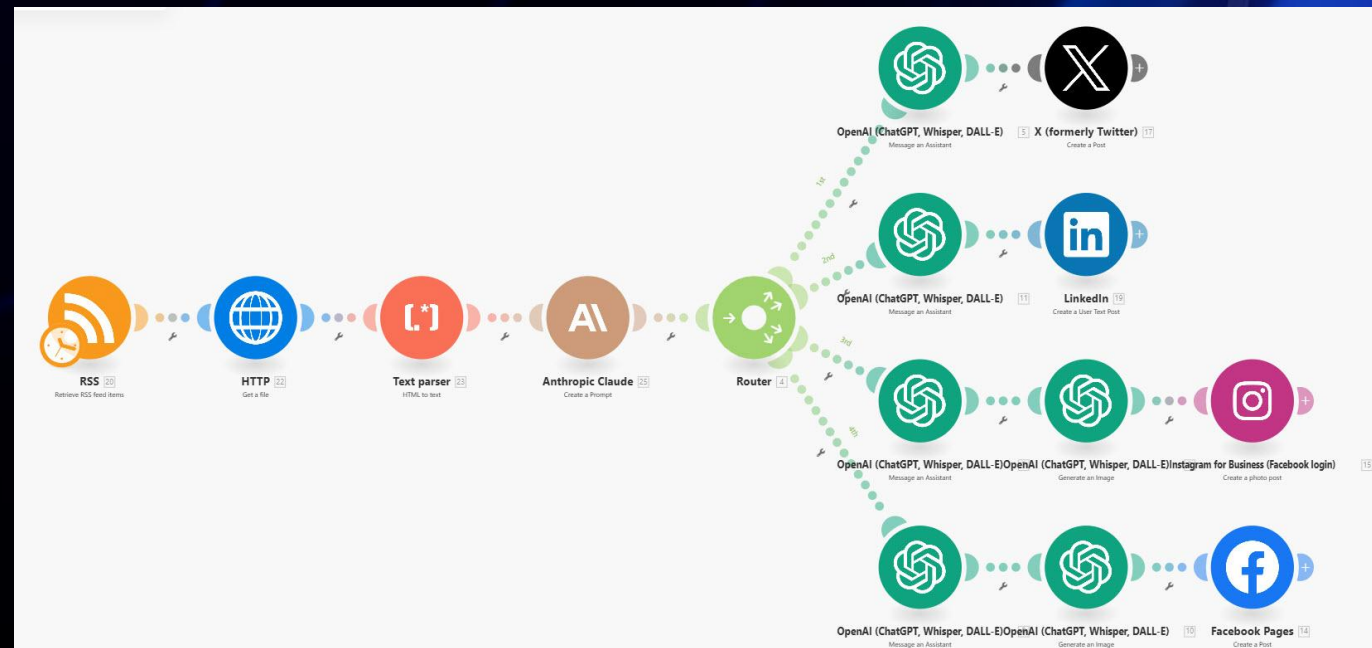 OpenAI (ChatGPT, Whisper, DALL-E) 5 X (formerly Twitter) 17
Message an Assistant Create a Post
1st
2nd
OpenAI (ChatGPT, Whisper, DALL-E) 11 LinkedIn 19
Message an Assistant Create a User Text Post
RSS 20 HTTP 22 Text parser 23 Anthropic Claude 25 Router 4
Retrieve RSS feed items Get a file HTML to text Create a Prompt
3rd
4th
OpenAI (ChatGPT, Whisper, DALL-E) OpenAI (ChatGPT, Whisper, DALL-E) Instagram for Business (Facebook login) 15
Message an Assistant Generate an Image Create a photo post
OpenAI (ChatGPT, Whisper, DALL-E) OpenAI (ChatGPT, Whisper, DALL-E) 10 Facebook Pages 14
Message an Assistant Generate an Image Create a Post